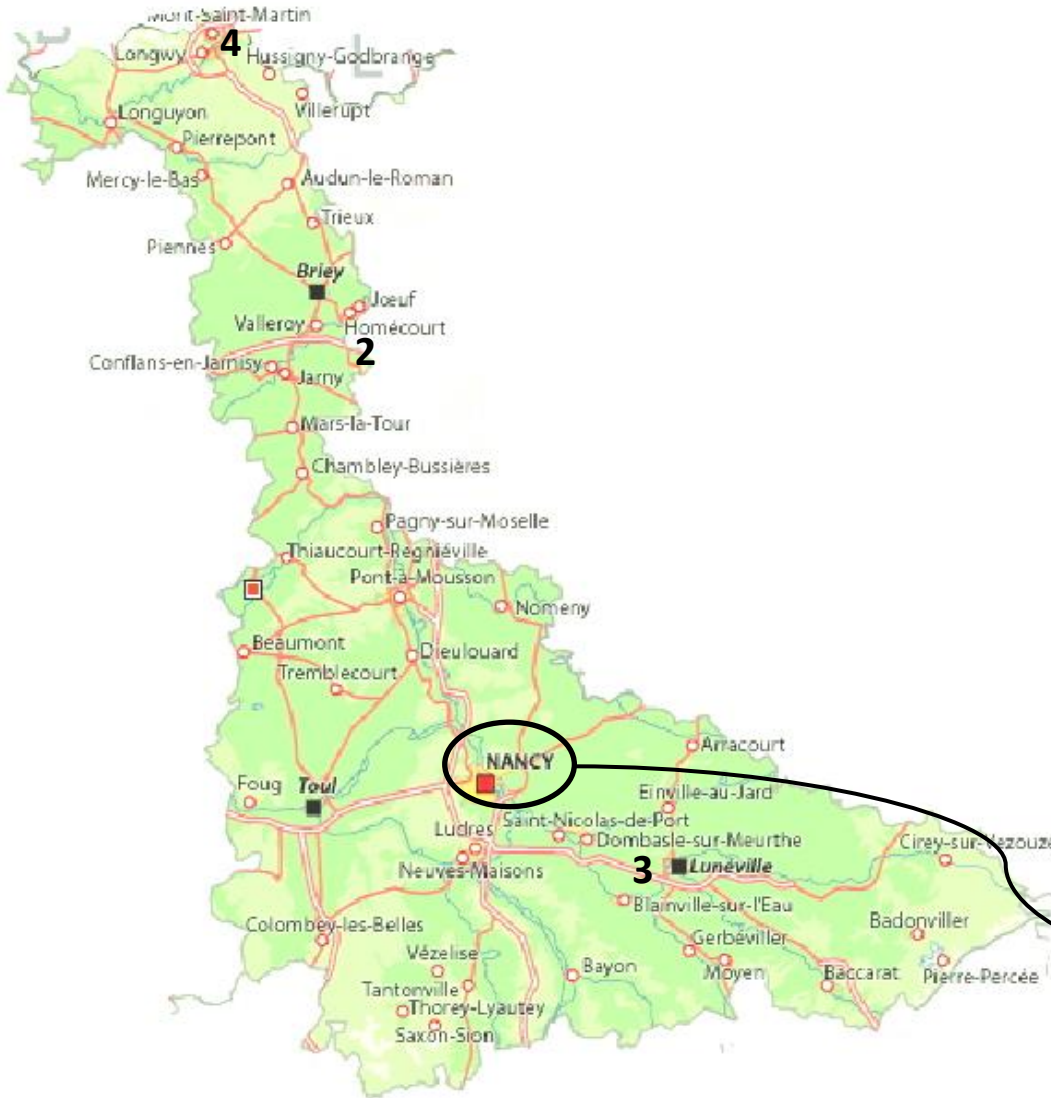 Mont-Saint-Martin
4
Longwy
Hussigny-Godbrange
Villerupt
Longuyon
Pierrepont
Mercy-le-Bas
Audun-le-Roman
Trieux
Piennes
Briey
Jœuf
Valleroy
Homécourt
2
Conflans-en-Jarnisy
Jarny
Mars-la-Tour
Chambley-Bussières
Pagny-sur-Moselle
Thiaucourt-Regniéville
Pont-à-Mousson
Nomeny
Beaumont
Dieulouard
Tremblecourt
NANCY
Arracourt
Foug
Toul
Einville-au-Jard
Saint-Nicolas-de-Port
Ludres
Dombasle-sur-Meurthe
Cirey-sur-Vezouze
3
Lunéville
Neuves-Maisons
Blainville-sur-l'Eau
Colombey-les-Belles
Badonviller
Gerbéviller
Vézelise
Bayon
Moyen
Baccarat
Pierre-Percée
Tantonville
Thorey-Lyautey
Saxon-Sion